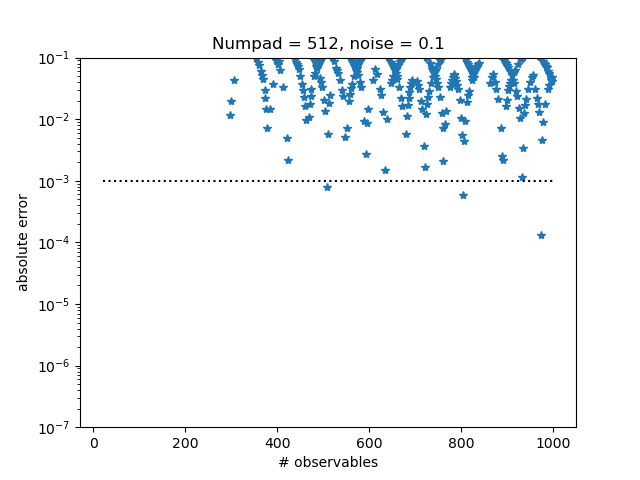 Numpad = 512, noise = 0.1
absolute error
10⁻¹
10⁻²
10⁻³
10⁻⁴
10⁻⁵
10⁻⁶
10⁻⁷
0 200 400 600 800 1000
# observables